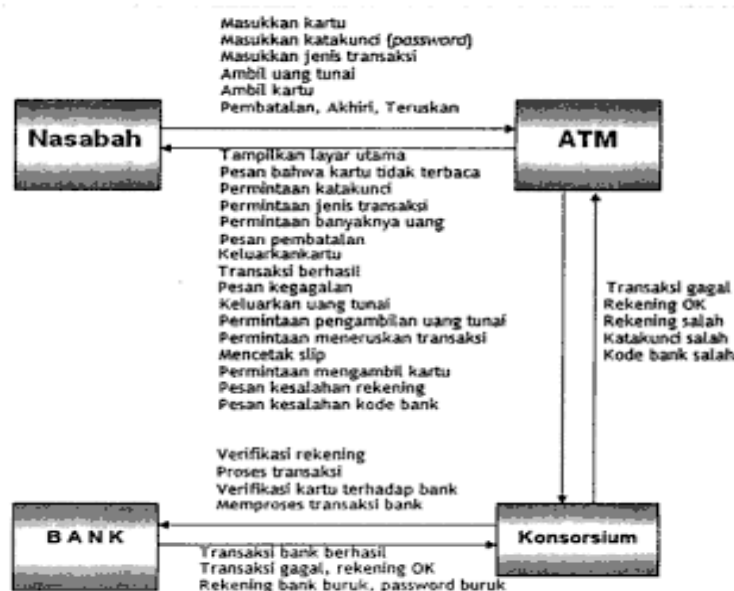 Masukkan kartu
Masukkan katakunci (password)
Masukkan jenis transaksi
Ambil uang tunai
Ambil kartu
Pembatalan, Akhiri, Teruskan
Nasabah
ATM
Tampilkan layar utama
Pesan bahwa kartu tidak terbaca
Permintaan katakunci
Permintaan jenis transaksi
Permintaan banyaknya uang
Pesan pembatalan
Keluarkankartu
Transaksi berhasil
Pesan kegagalan
Keluarkan uang tunai
Permintaan pengambilan uang tunai
Permintaan meneruskan transaksi
Mencetak slip
Permintaan mengambil kartu
Pesan kesalahan rekening
Pesan kesalahan kode bank
Transaksi gagal
Rekening OK
Rekening salah
Katakunci salah
Kode bank salah
Verifikasi rekening
Proses transaksi
Verifikasi kartu terhadap bank
Memproses transaksi bank
BANK
Konsorsium
Transaksi bank berhasil
Transaksi gagal, rekening OK
Rekening bank buruk, password buruk